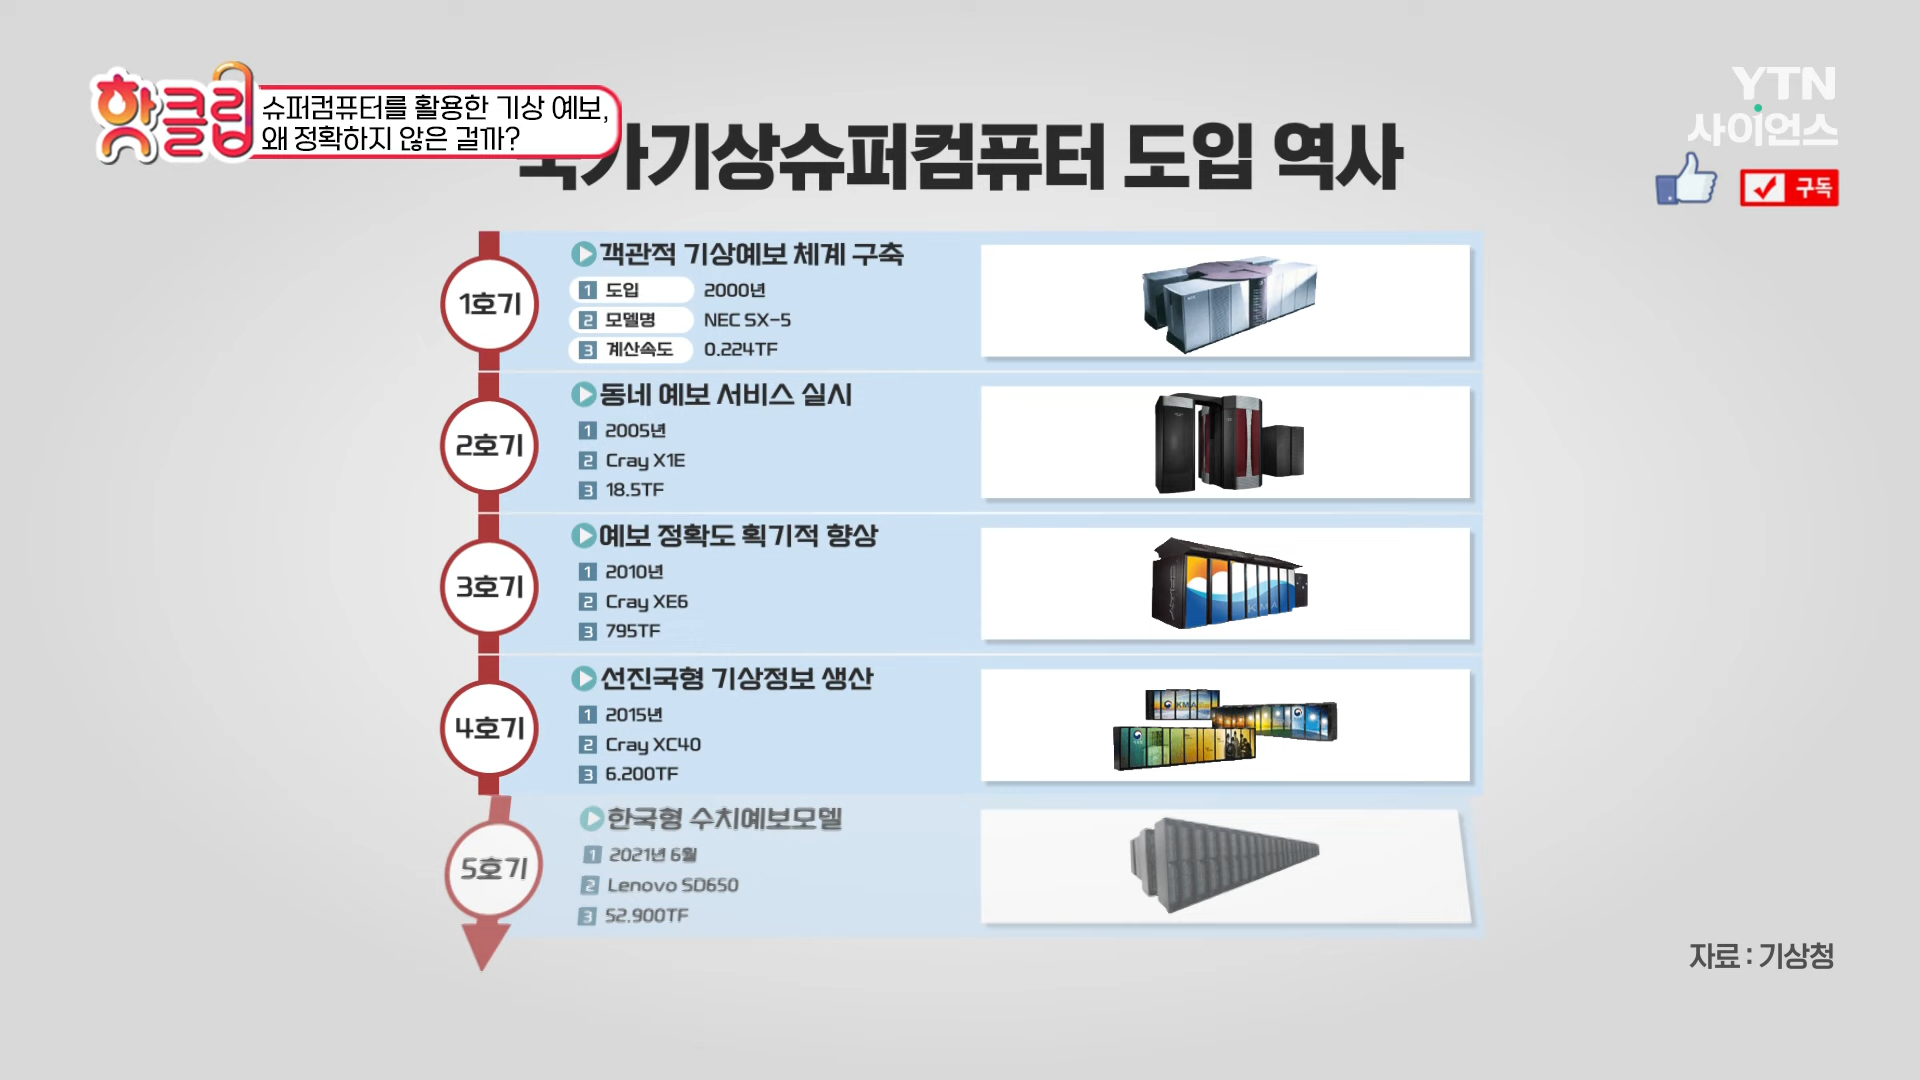 핫클립
슈퍼컴퓨터를 활용한 기상 예보,
왜 정확하지 않은 걸까?
YTN
사이언스
구독
국가기상슈퍼컴퓨터 도입 역사
1호기
객관적 기상예보 체계 구축
1 도입 2000년
2 모델명 NEC SX-5
3 계산속도 0.224TF
2호기
동네 예보 서비스 실시
1 2005년
2 Cray X1E
3 18.5TF
3호기
예보 정확도 획기적 향상
1 2010년
2 Cray XE6
3 795TF
KMA
4호기
선진국형 기상정보 생산
1 2015년
2 Cray XC40
3 6.200TF
KMA
5호기
한국형 수치예보모델
1 2021년 6월
2 Lenovo SD650
3 52.900TF
자료 : 기상청